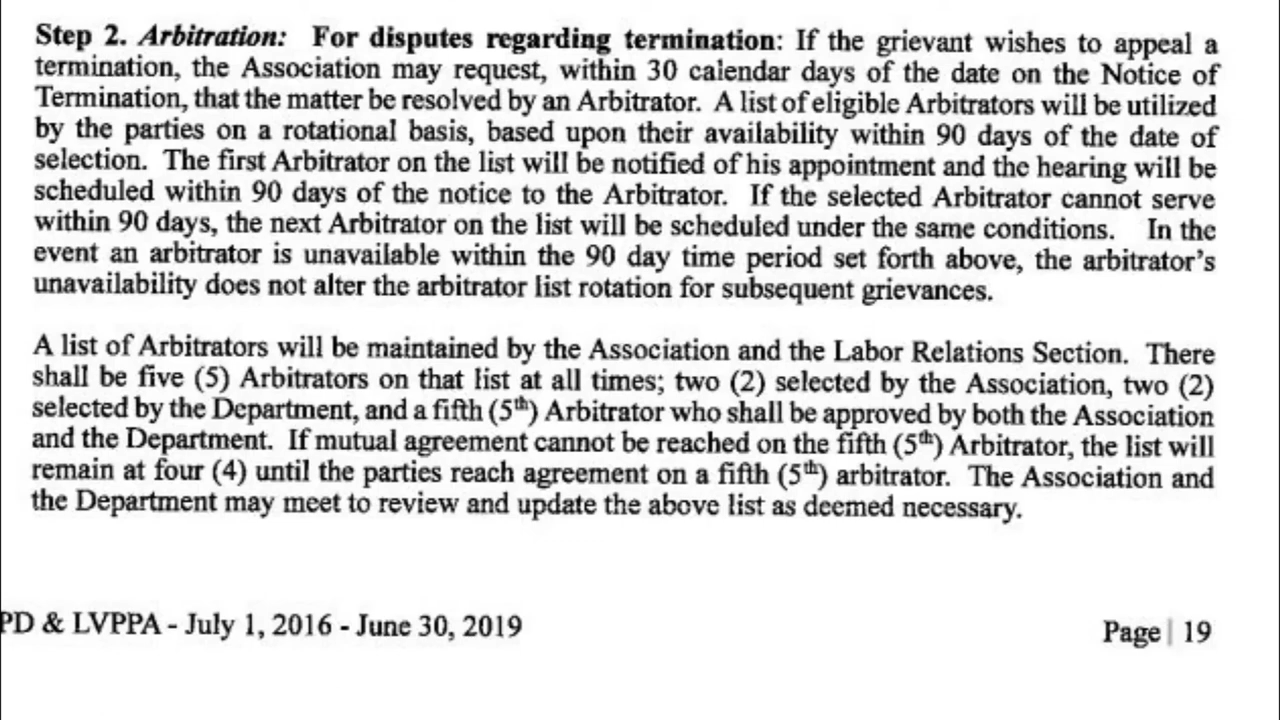 Step 2. Arbitration: For disputes regarding termination: If the grievant wishes to appeal a
termination, the Association may request, within 30 calendar days of the date on the Notice of
Termination, that the matter be resolved by an Arbitrator. A list of eligible Arbitrators will be utilized
by the parties on a rotational basis, based upon their availability within 90 days of the date of
selection. The first Arbitrator on the list will be notified of his appointment and the hearing will be
scheduled within 90 days of the notice to the Arbitrator. If the selected Arbitrator cannot serve
within 90 days, the next Arbitrator on the list will be scheduled under the same conditions. In the
event an arbitrator is unavailable within the 90 day time period set forth above, the arbitrator's
unavailability does not alter the arbitrator list rotation for subsequent grievances.
A list of Arbitrators will be maintained by the Association and the Labor Relations Section. There
shall be five (5) Arbitrators on that list at all times; two (2) selected by the Association, two (2)
selected by the Department, and a fifth (5th) Arbitrator who shall be approved by both the Association
and the Department. If mutual agreement cannot be reached on the fifth (5th) Arbitrator, the list will
remain at four (4) until the parties reach agreement on a fifth (5th) arbitrator. The Association and
the Department may meet to review and update the above list as deemed necessary.
PD & LVPPA - July 1, 2016 - June 30, 2019
Page | 19